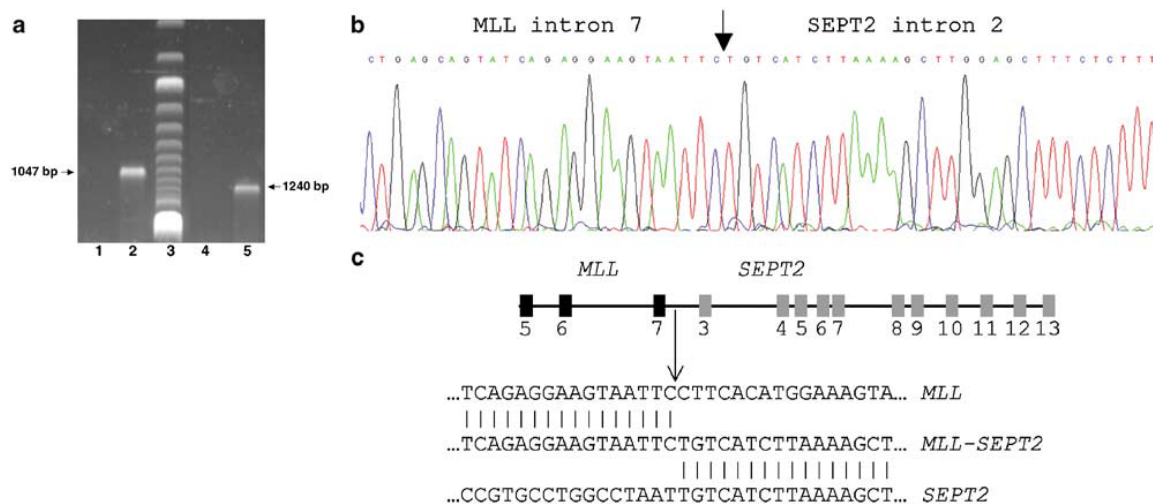 a
1047 bp
1240 bp
1 2 3 4 5
b
MLL intron 7 SEPT2 intron 2
CTGAGCAGTATCAGAGGAAGTAATTCTGTCATCTTAAAAGCTTGGAGCTTTCTCTTT
c
MLL SEPT2
5 6 7 3 4 5 6 7 8 9 10 11 12 13
...TCAGAGGAAGTAATTCCTTCACATGGAAAGTA... MLL
...TCAGAGGAAGTAATTCTGTCATCTTAAAAGCT... MLL-SEPT2
...CCGTGCCTGGCCTAATTGTCATCTTAAAAGCT... SEPT2